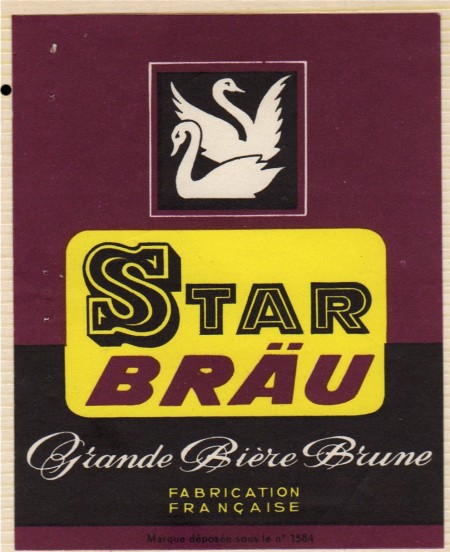 STAR
BRÄU
Grande Bière Brune
FABRICATION
FRANÇAISE
Marque déposée sous le n° 1584